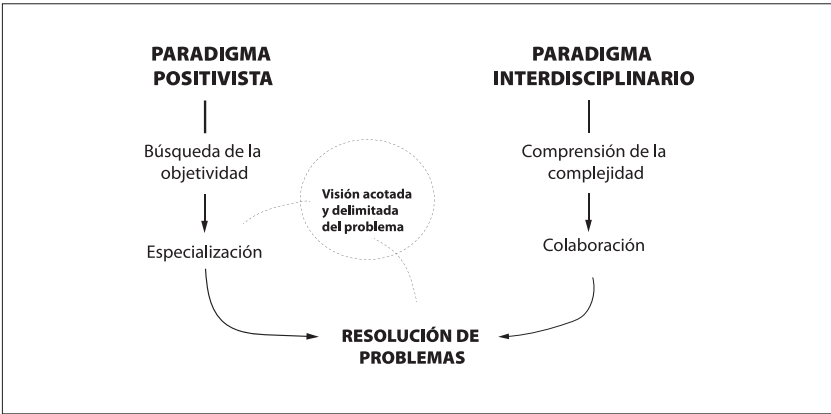 PARADIGMA
POSITIVISTA
Búsqueda de la
objetividad
Especialización
Visión acotada
y delimitada
del problema
PARADIGMA
INTERDISCIPLINARIO
Comprensión de la
complejidad
Colaboración
RESOLUCIÓN DE
PROBLEMAS